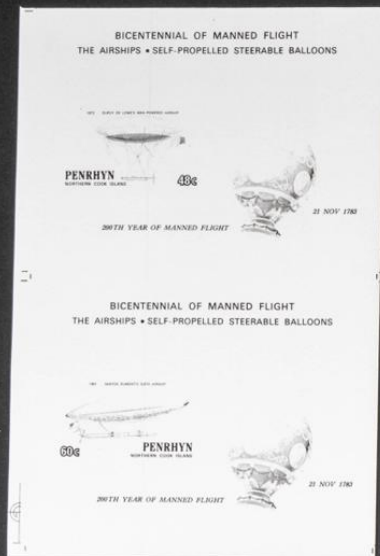 BICENTENNIAL OF MANNED FLIGHT
THE AIRSHIPS • SELF-PROPELLED STEERABLE BALLOONS
PENRHYN
NORTHERN COOK ISLAND
48c
21 NOV 1783
200TH YEAR OF MANNED FLIGHT
BICENTENNIAL OF MANNED FLIGHT
THE AIRSHIPS • SELF-PROPELLED STEERABLE BALLOONS
60c
PENRHYN
NORTHERN COOK ISLAND
21 NOV 1783
200TH YEAR OF MANNED FLIGHT